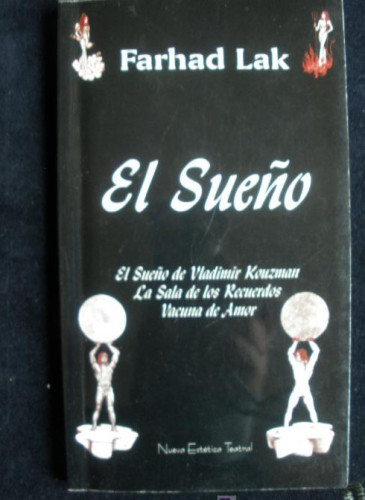 Farhad Lak
El Sueño
El Sueño de Vladimir Kouzman
La Sala de los Recuerdos
Vacuna de Amor
Nueva Estética Teatral